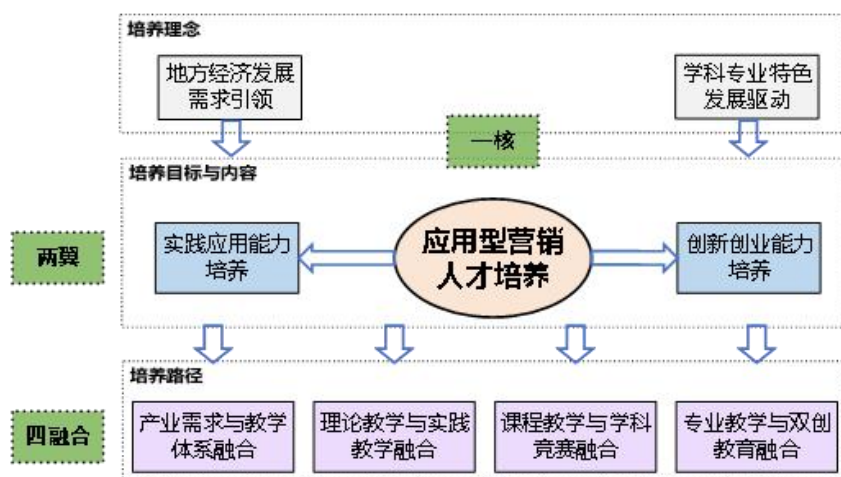 培养理念
地方经济发展
需求引领
学科专业特色
发展驱动
一核
培养目标与内容
两翼
实践应用能力
培养
应用型营销
人才培养
创新创业能力
培养
培养路径
四融合
产业需求与教学
体系融合
理论教学与实践
教学融合
课程教学与学科
竞赛融合
专业教学与双创
教育融合